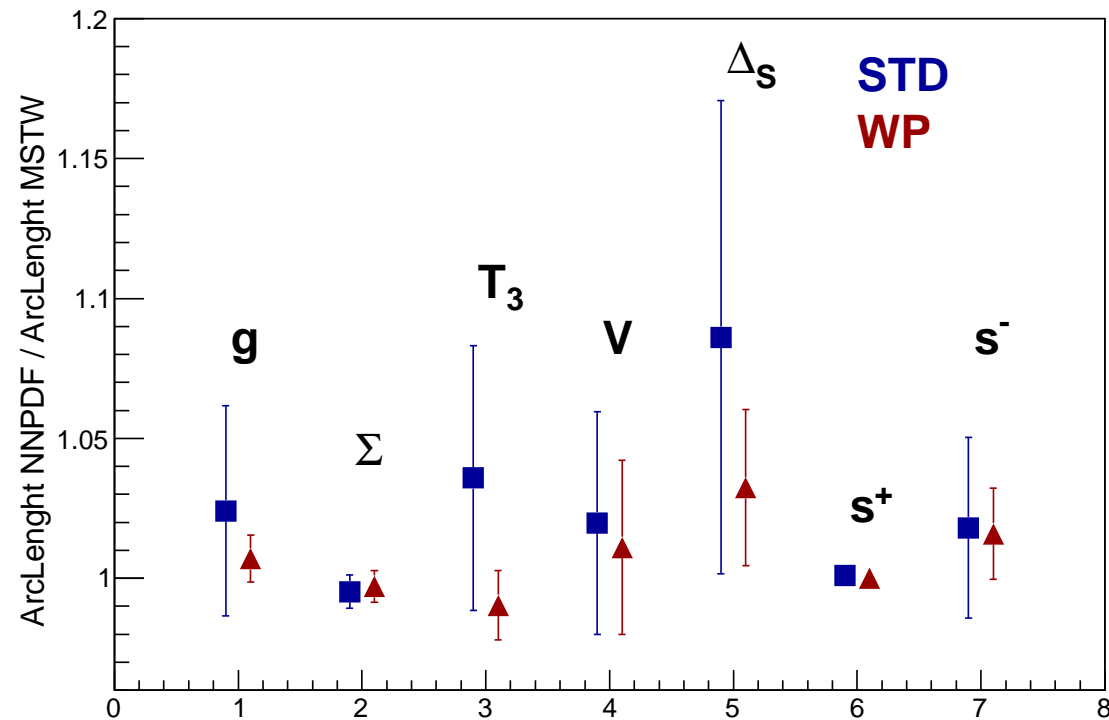 ArcLenght NNPDF / ArcLenght MSTW
1.2
1.15
1.1
1.05
1
0 1 2 3 4 5 6 7 8
g
Σ
T₃
V
Δ_S
s⁺
s⁻
STD
WP